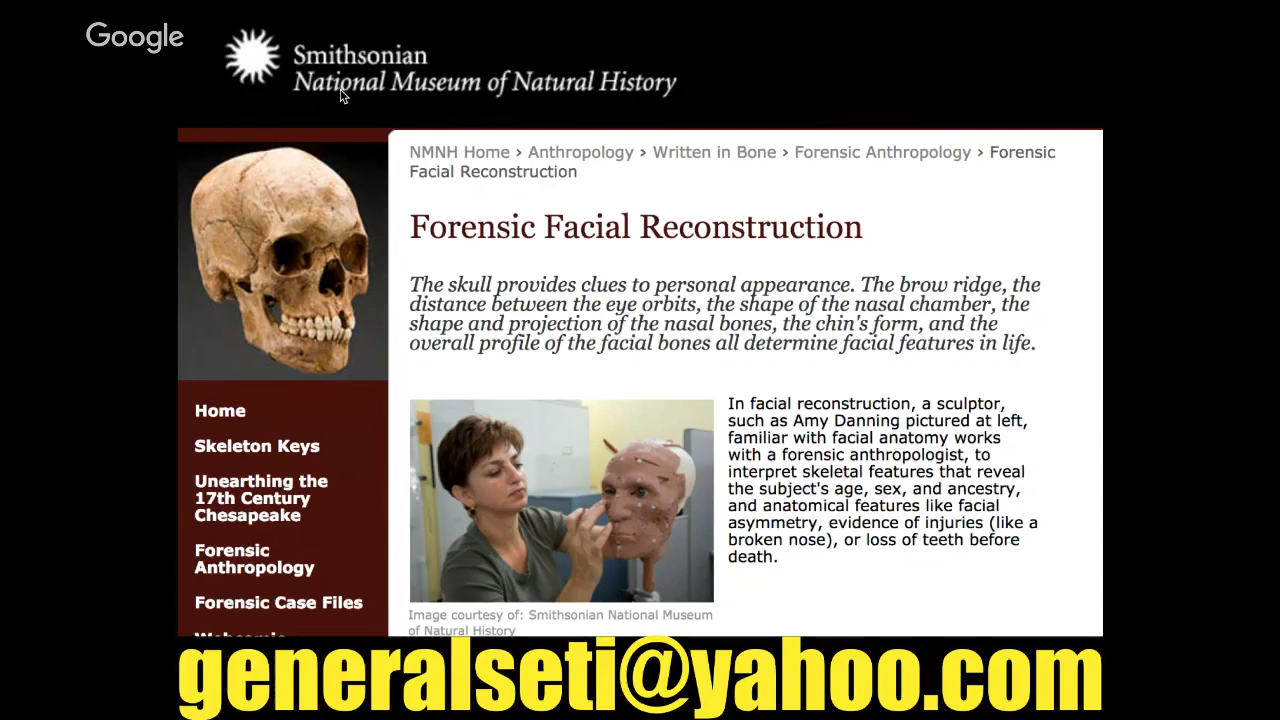 Google
Smithsonian
National Museum of Natural History
NMNH Home › Anthropology › Written in Bone › Forensic Anthropology › Forensic
Facial Reconstruction
Forensic Facial Reconstruction
The skull provides clues to personal appearance. The brow ridge, the
distance between the eye orbits, the shape of the nasal chamber, the
shape and projection of the nasal bones, the chin's form, and the
overall profile of the facial bones all determine facial features in life.
Home
Skeleton Keys
Unearthing the
17th Century
Chesapeake
Forensic
Anthropology
Forensic Case Files
In facial reconstruction, a sculptor,
such as Amy Danning pictured at left,
familiar with facial anatomy works
with a forensic anthropologist, to
interpret skeletal features that reveal
the subject's age, sex, and ancestry,
and anatomical features like facial
asymmetry, evidence of injuries (like a
broken nose), or loss of teeth before
death.
Image courtesy of: Smithsonian National Museum
of Natural History
generalseti@yahoo.com